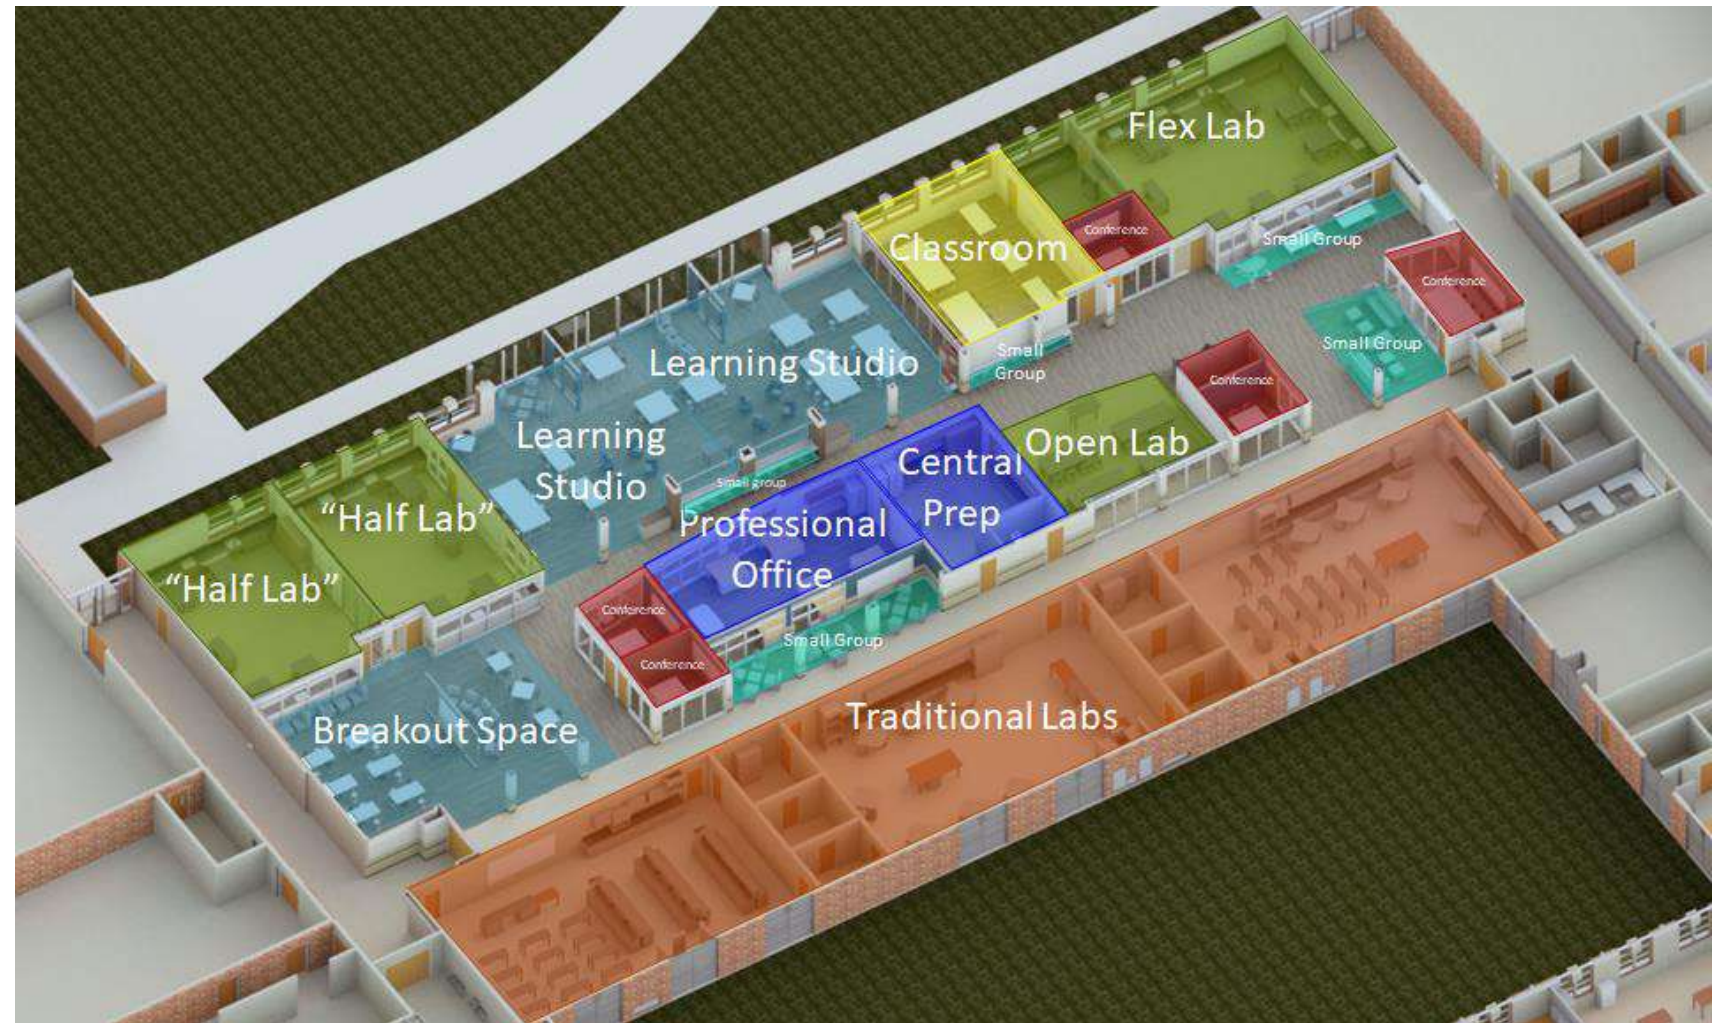 Flex Lab
Conference
Classroom
Small Group
Conference
Small
Group
Small Group
Learning Studio
Conference
Learning
Studio
Open Lab
Central
Prep
Small group
"Half Lab"
Professional
Office
"Half Lab"
Conference
Small Group
Conference
Breakout Space
Traditional Labs